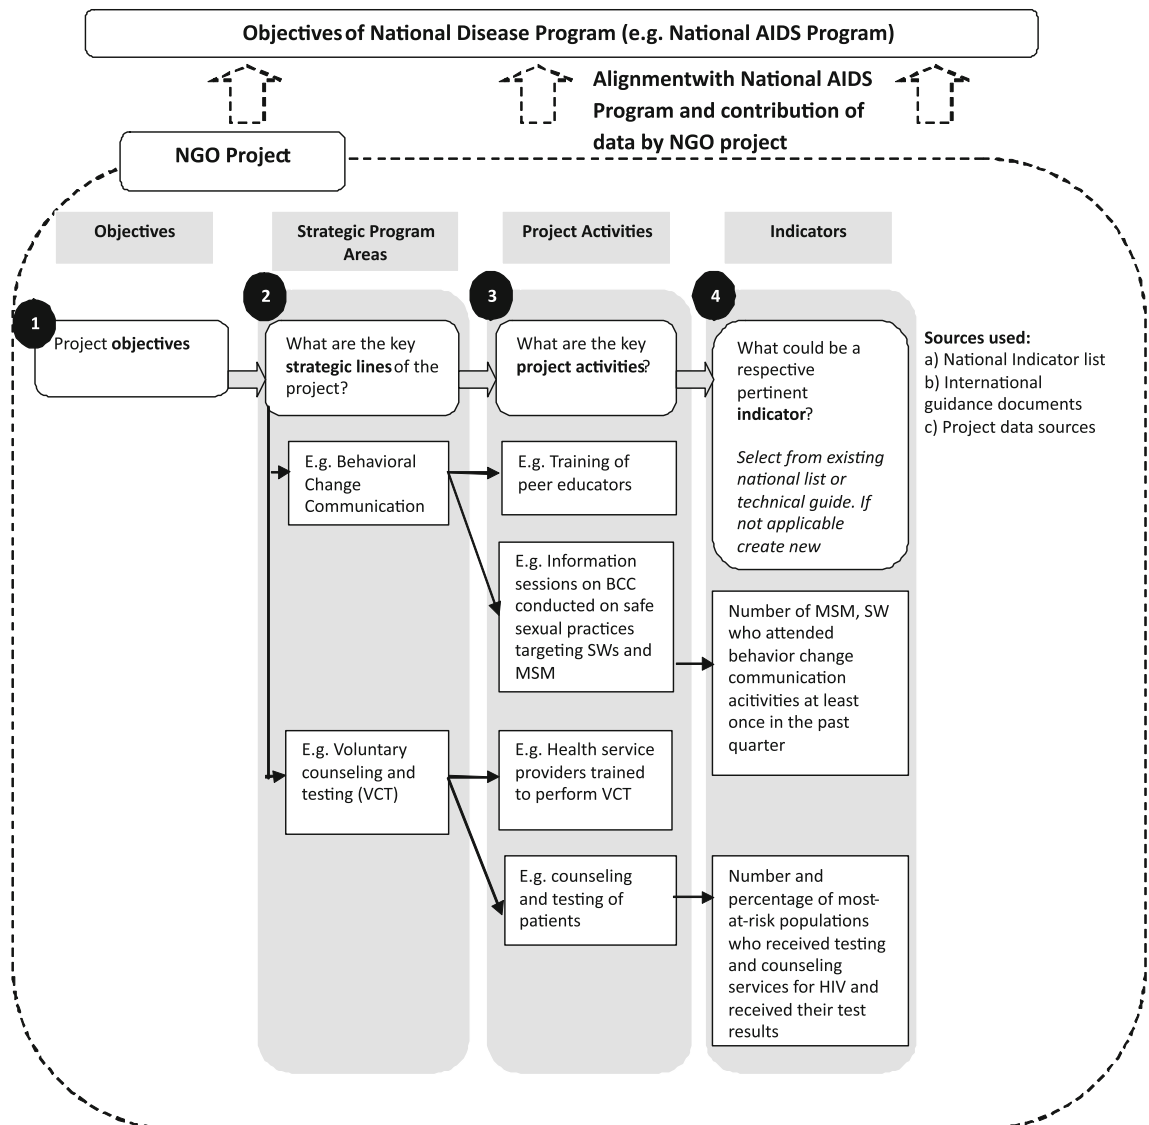 Objectives of National Disease Program (e.g. National AIDS Program)
Alignmentwith National AIDS
Program and contribution of
data by NGO project
NGO Project
Objectives
Strategic Program
Areas
Project Activities
Indicators
1
Project objectives
2
What are the key
strategic lines of the
project?
3
What are the key
project activities?
4
What could be a
respective
pertinent
indicator?
Select from existing
national list or
technical guide. If
not applicable
create new
Sources used:
a) National Indicator list
b) International
guidance documents
c) Project data sources
E.g. Behavioral
Change
Communication
E.g. Training of
peer educators
E.g. Information
sessions on BCC
conducted on safe
sexual practices
targeting SWs and
MSM
Number of MSM, SW
who attended
behavior change
communication
acitivities at least
once in the past
quarter
E.g. Voluntary
counseling and
testing (VCT)
E.g. Health service
providers trained
to perform VCT
E.g. counseling
and testing of
patients
Number and
percentage of most-
at-risk populations
who received testing
and counseling
services for HIV and
received their test
results